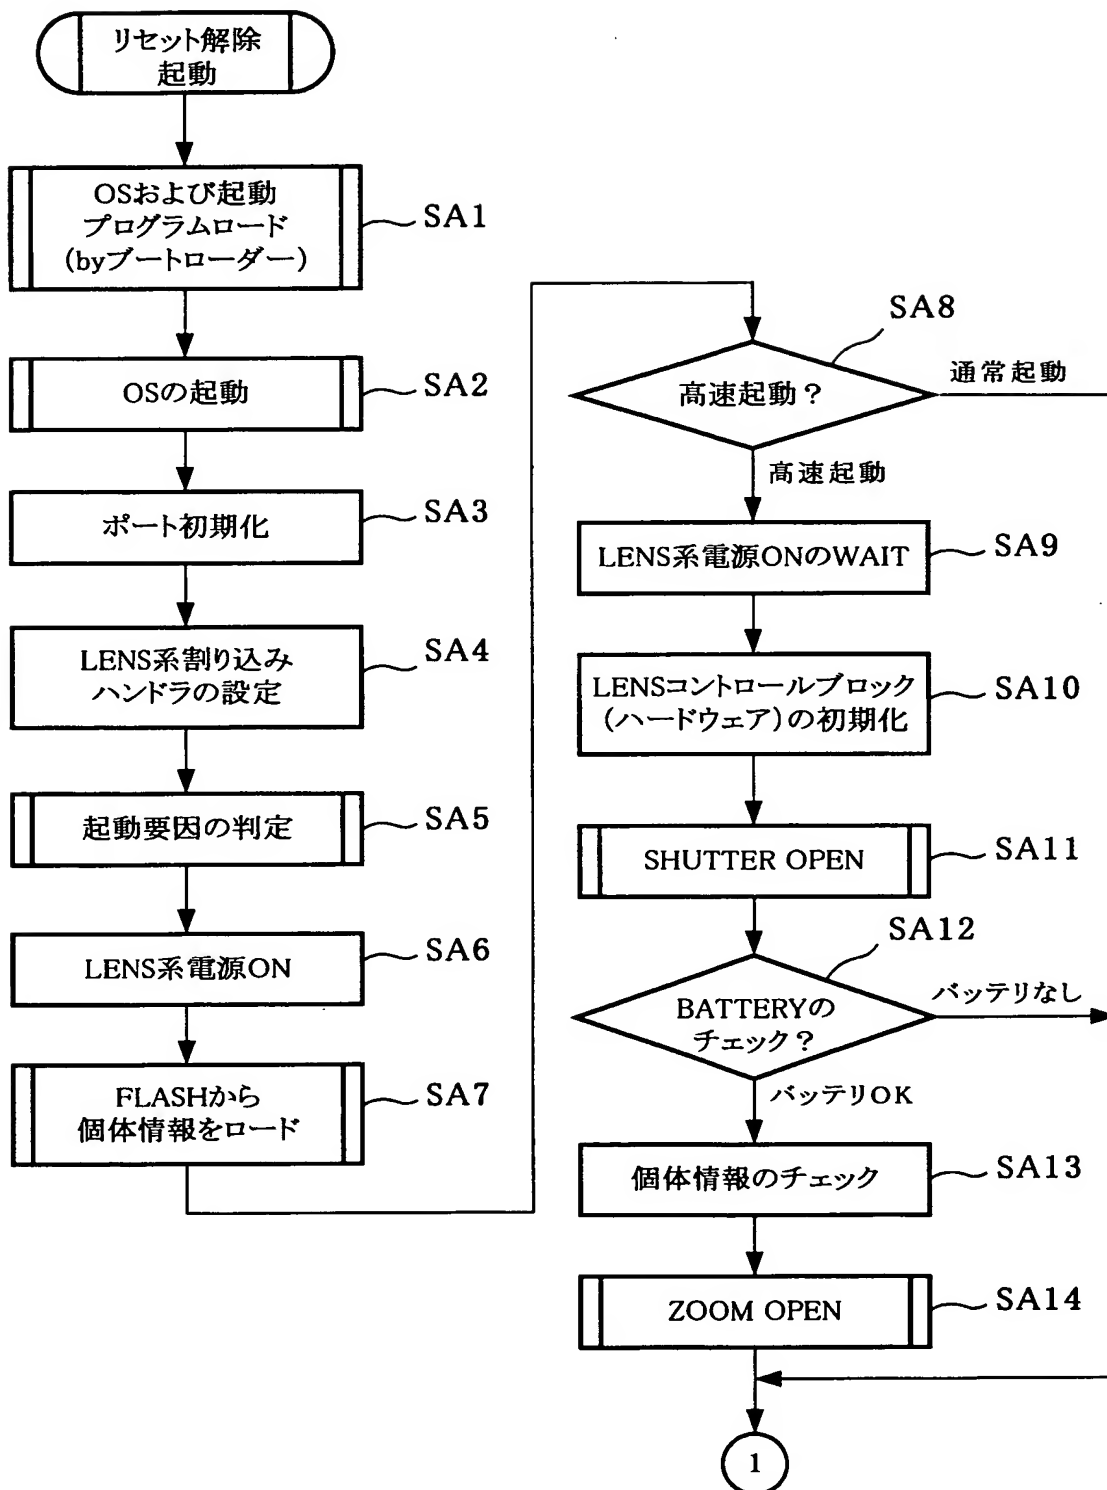 リセット解除
起動
OSおよび起動
プログラムロード
(byブートローダー)
SA1
OSの起動
SA2
ポート初期化
SA3
LENS系割り込み
ハンドラの設定
SA4
起動要因の判定
SA5
LENS系電源ON
SA6
FLASHから
個体情報をロード
SA7
SA8
高速起動?
通常起動
高速起動
LENS系電源ONのWAIT
SA9
LENSコントロールブロック
(ハードウェア)の初期化
SA10
SHUTTER OPEN
SA11
SA12
BATTERYの
チェック?
バッテリなし
バッテリOK
個体情報のチェック
SA13
ZOOM OPEN
SA14
1